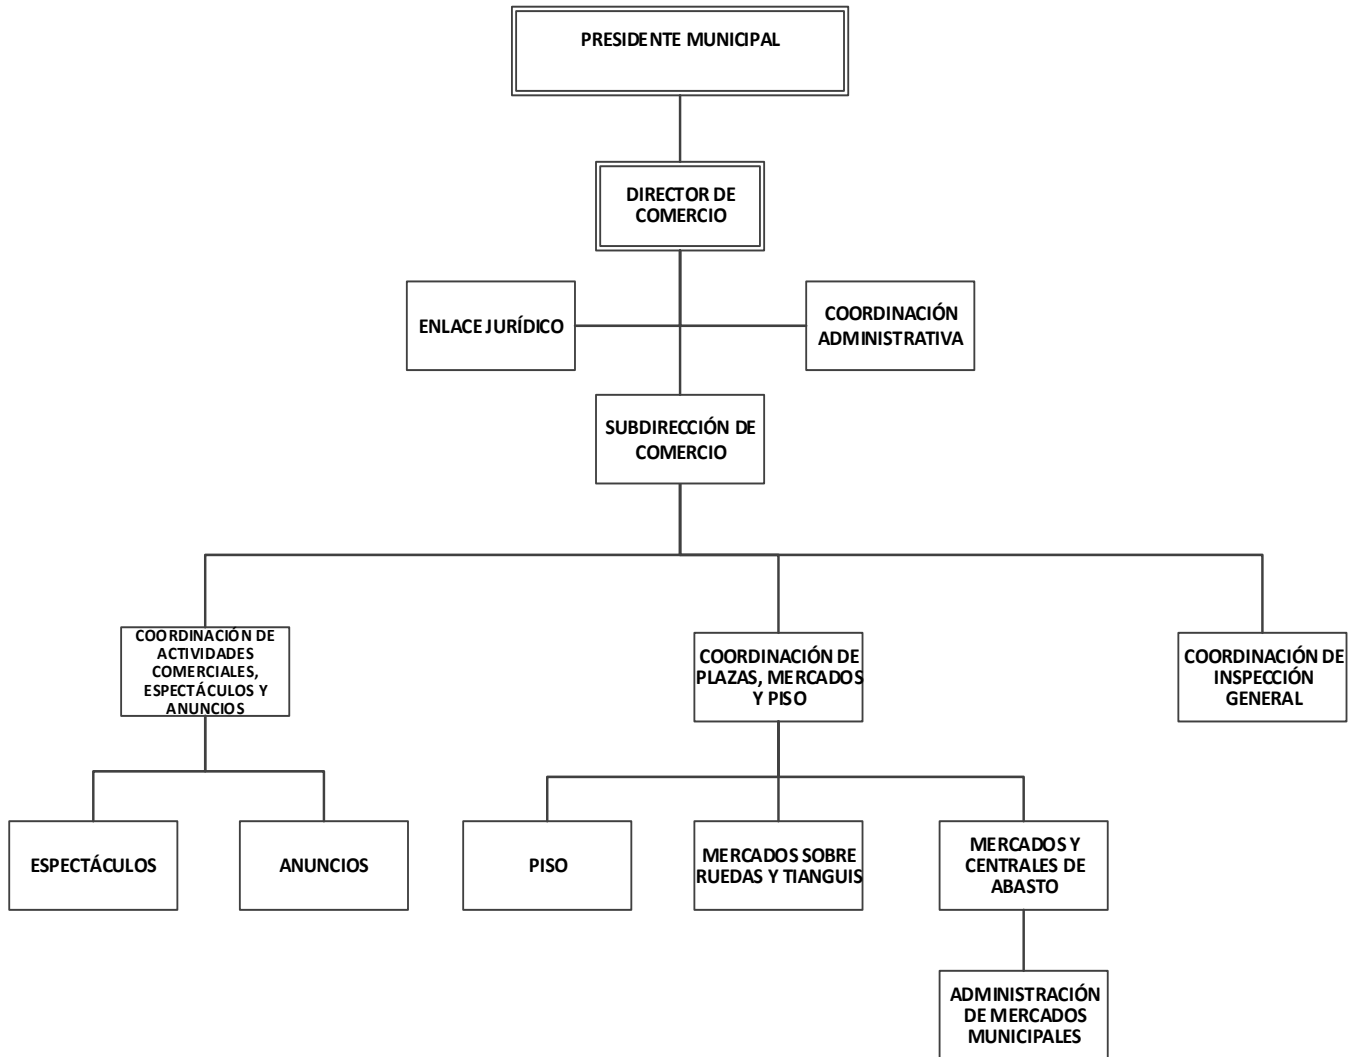 PRESIDENTE MUNICIPAL
DIRECTOR DE
COMERCIO
ENLACE JURÍDICO
COORDINACIÓN
ADMINISTRATIVA
SUBDIRECCIÓN DE
COMERCIO
COORDINACIÓN DE
ACTIVIDADES
COMERCIALES,
ESPECTÁCULOS Y
ANUNCIOS
COORDINACIÓN DE
PLAZAS, MERCADOS
Y PISO
COORDINACIÓN DE
INSPECCIÓN
GENERAL
ESPECTÁCULOS
ANUNCIOS
PISO
MERCADOS SOBRE
RUEDAS Y TIANGUIS
MERCADOS Y
CENTRALES DE
ABASTO
ADMINISTRACIÓN
DE MERCADOS
MUNICIPALES